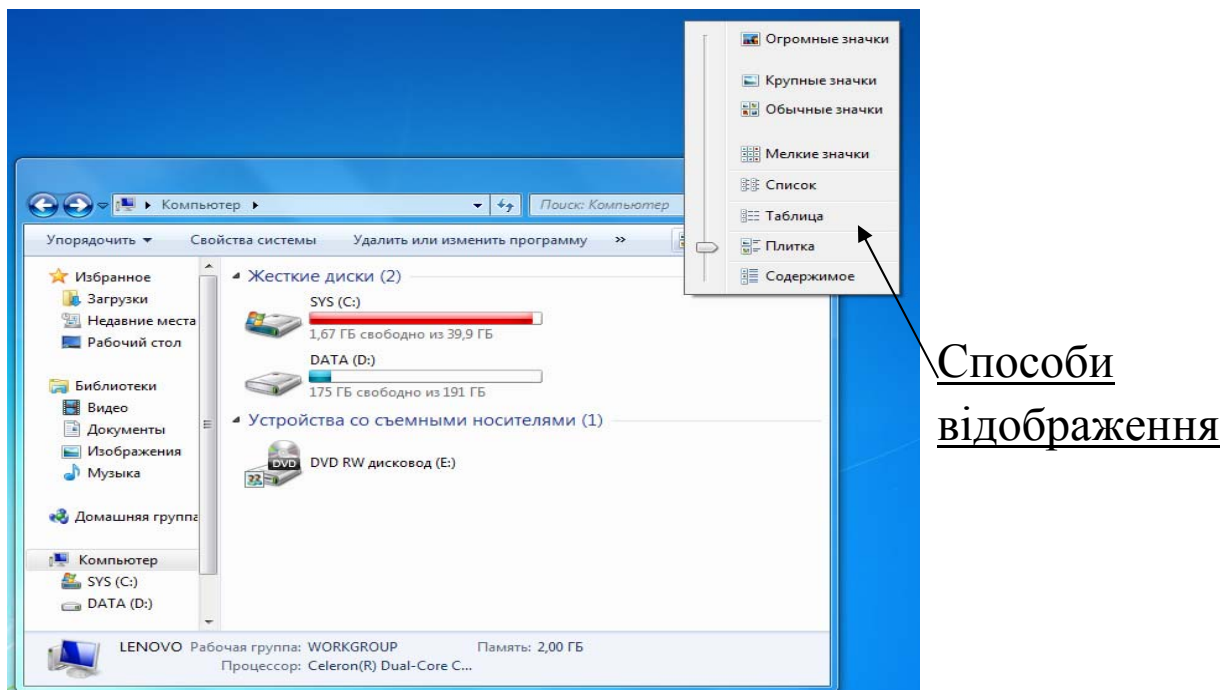 Огромные значки
Крупные значки
Обычные значки
Мелкие значки
Список
Таблица
Плитка
Содержимое
Компьютер
Поиск: Компьютер
Упорядочить
Свойства системы
Удалить или изменить программу
»
Избранное
Загрузки
Недавние места
Рабочий стол
Библиотеки
Видео
Документы
Изображения
Музыка
Домашняя группа
Компьютер
SYS (C:)
DATA (D:)
Жесткие диски (2)
SYS (C:)
1,67 ГБ свободно из 39,9 ГБ
DATA (D:)
175 ГБ свободно из 191 ГБ
Устройства со съемными носителями (1)
DVD
DVD RW дисковод (E:)
LENOVO Рабочая группа: WORKGROUP Память: 2,00 ГБ
Процессор: Celeron(R) Dual-Core C...
Способи
відображення